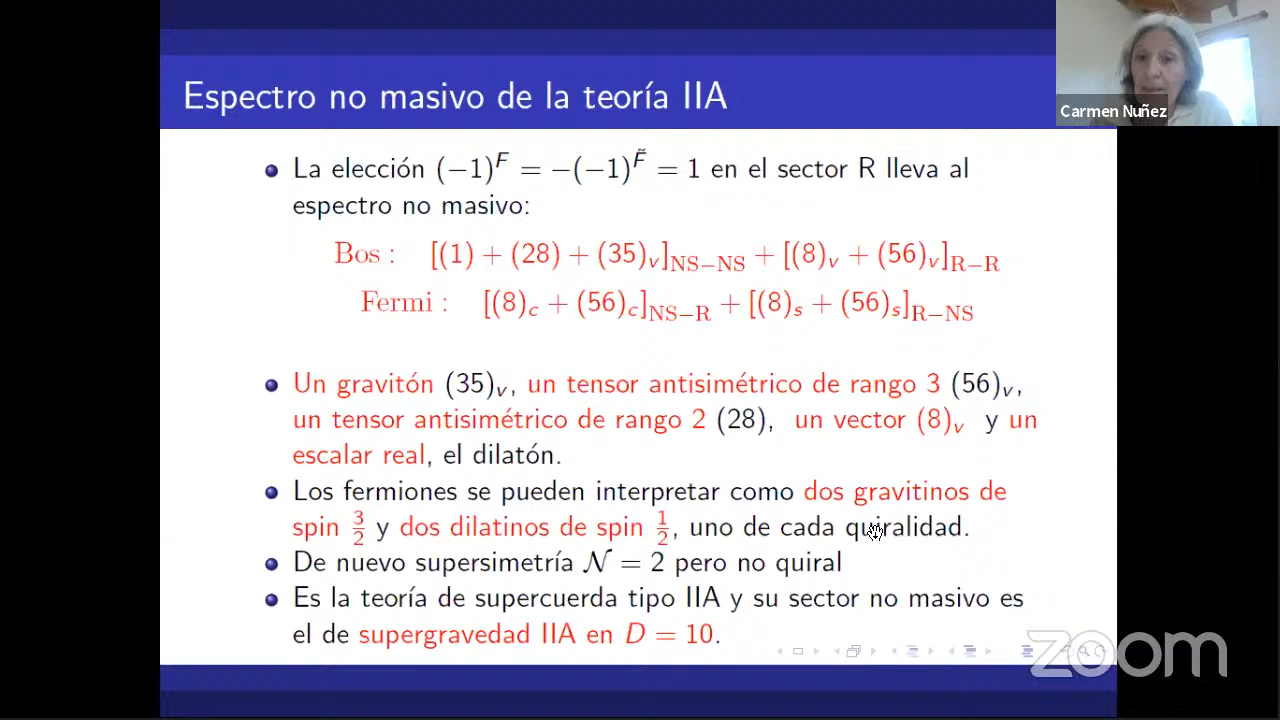 Espectro no masivo de la teoría IIA
Carmen Nuñez
La elección (−1)^F = −(−1)^F̃ = 1 en el sector R lleva al
espectro no masivo:
Bos : [(1) + (28) + (35)_v]_NS−NS + [(8)_v + (56)_v]_R−R
Fermi : [(8)_c + (56)_c]_NS−R + [(8)_s + (56)_s]_R−NS
Un gravitón (35)_v, un tensor antisimétrico de rango 3 (56)_v,
un tensor antisimétrico de rango 2 (28), un vector (8)_v y un
escalar real, el dilatón.
Los fermiones se pueden interpretar como dos gravitinos de
spin 3/2 y dos dilatinos de spin 1/2, uno de cada quiralidad.
De nuevo supersimetría 𝒩 = 2 pero no quiral
Es la teoría de supercuerda tipo IIA y su sector no masivo es
el de supergravedad IIA en D = 10.
zoom